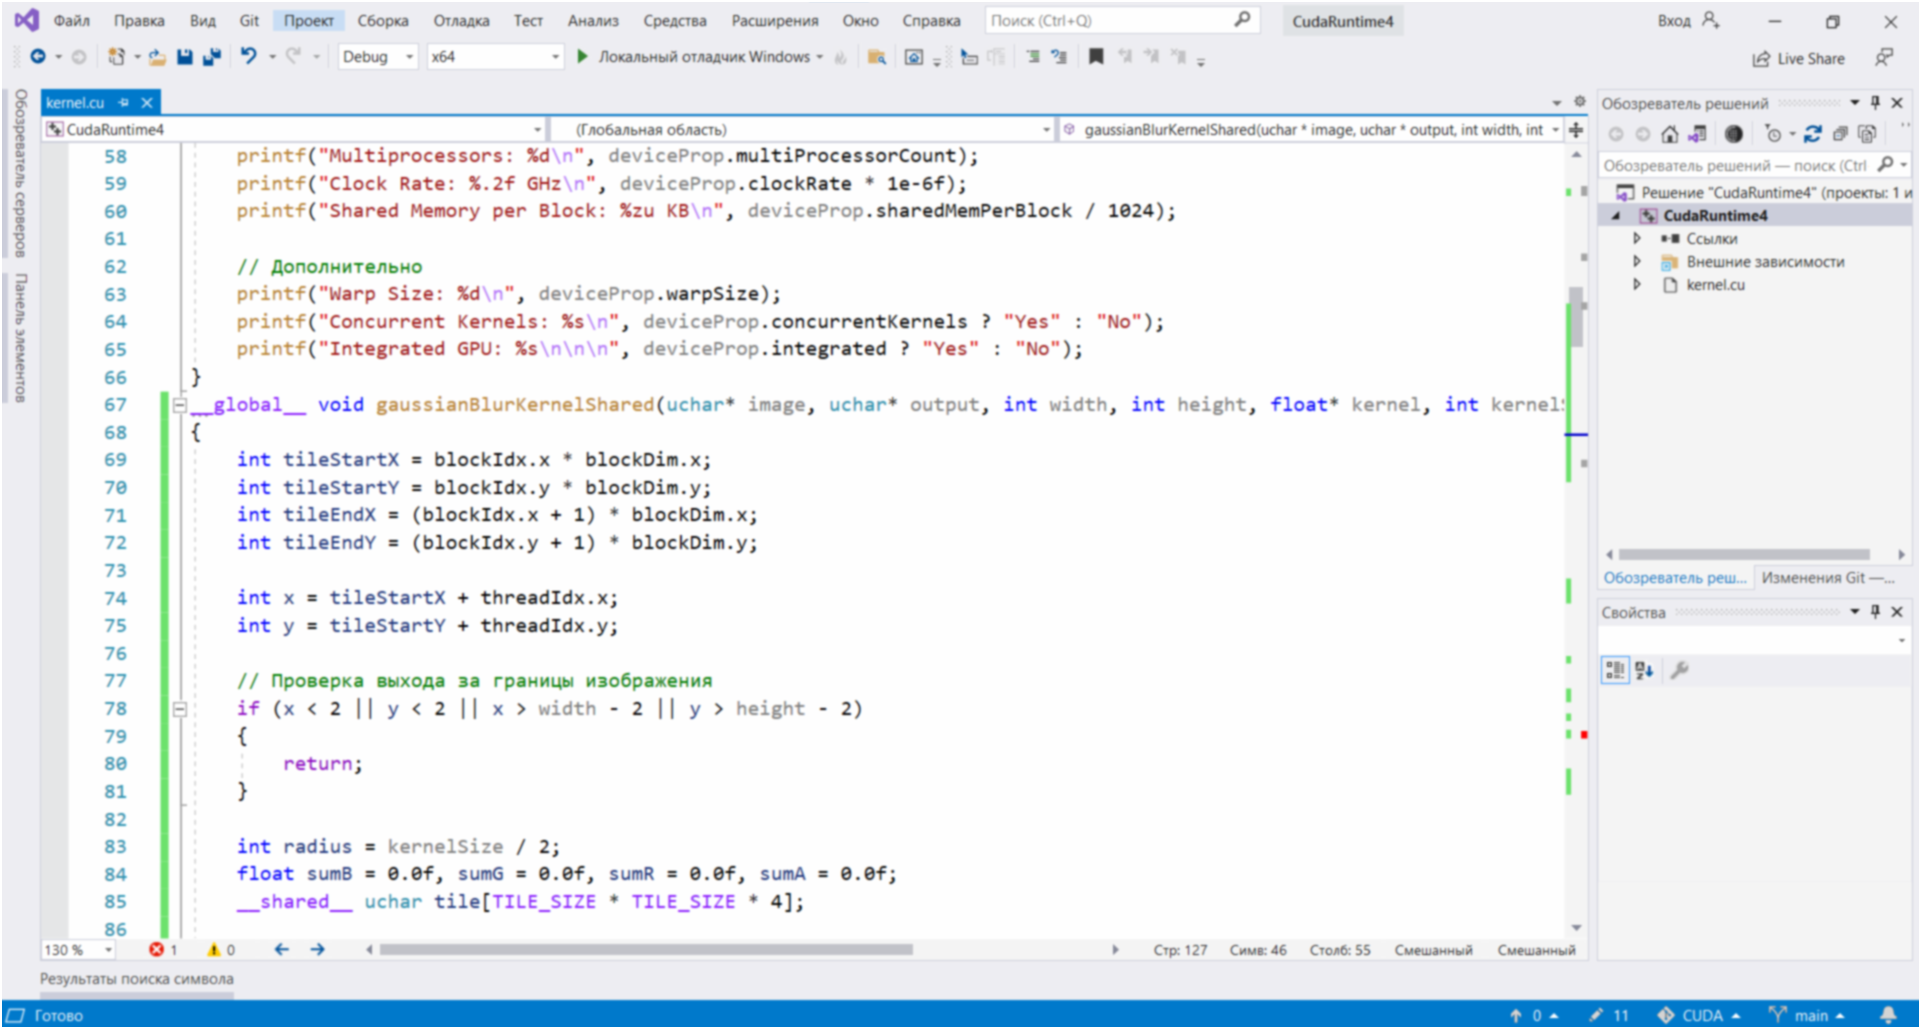 Файл Правка Вид Git Проект Сборка Отладка Тест Анализ Средства Расширения Окно Справка Поиск (Ctrl+Q) CudaRuntime4 Вход
Debug x64 Локальный отладчик Windows Live Share
Обозреватель серверов
Панель элементов
kernel.cu
CudaRuntime4 (Глобальная область) gaussianBlurKernelShared(uchar * image, uchar * output, int width, int
58 printf("Multiprocessors: %d\n", deviceProp.multiProcessorCount);
59 printf("Clock Rate: %.2f GHz\n", deviceProp.clockRate * 1e-6f);
60 printf("Shared Memory per Block: %zu KB\n", deviceProp.sharedMemPerBlock / 1024);
61
62 // Дополнительно
63 printf("Warp Size: %d\n", deviceProp.warpSize);
64 printf("Concurrent Kernels: %s\n", deviceProp.concurrentKernels ? "Yes" : "No");
65 printf("Integrated GPU: %s\n\n\n", deviceProp.integrated ? "Yes" : "No");
66 }
67 __global__ void gaussianBlurKernelShared(uchar* image, uchar* output, int width, int height, float* kernel, int kernel
68 {
69 int tileStartX = blockIdx.x * blockDim.x;
70 int tileStartY = blockIdx.y * blockDim.y;
71 int tileEndX = (blockIdx.x + 1) * blockDim.x;
72 int tileEndY = (blockIdx.y + 1) * blockDim.y;
73
74 int x = tileStartX + threadIdx.x;
75 int y = tileStartY + threadIdx.y;
76
77 // Проверка выхода за границы изображения
78 if (x < 2 || y < 2 || x > width - 2 || y > height - 2)
79 {
80 return;
81 }
82
83 int radius = kernelSize / 2;
84 float sumB = 0.0f, sumG = 0.0f, sumR = 0.0f, sumA = 0.0f;
85 __shared__ uchar tile[TILE_SIZE * TILE_SIZE * 4];
86
130 % 1 0 Стр: 127 Симв: 46 Столб: 55 Смешанный Смешанный
Обозреватель решений
Обозреватель решений — поиск (Ctrl
Решение "CudaRuntime4" (проекты: 1 и
CudaRuntime4
Ссылки
Внешние зависимости
kernel.cu
Обозреватель реш... Изменения Git —...
Свойства
Результаты поиска символа
Готово 0 11 CUDA main